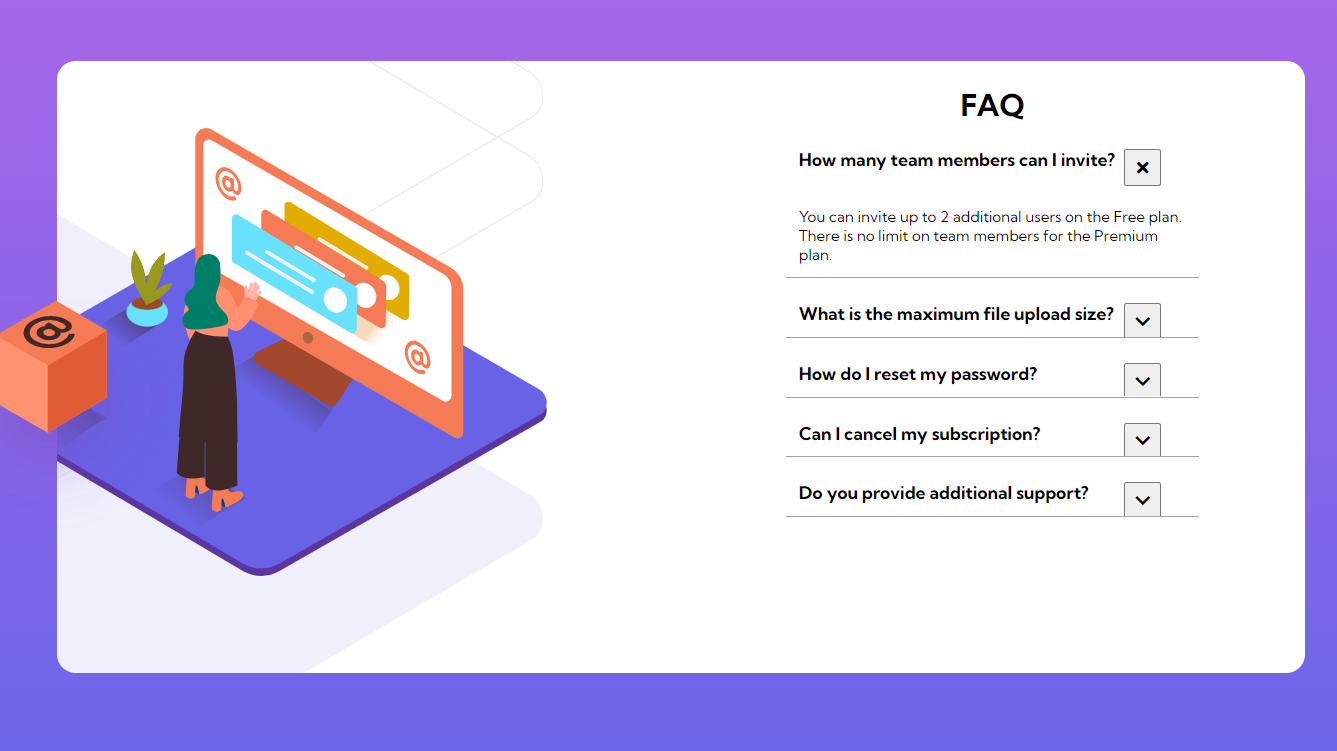 FAQ
How many team members can I invite?
You can invite up to 2 additional users on the Free plan.
There is no limit on team members for the Premium
plan.
What is the maximum file upload size?
How do I reset my password?
Can I cancel my subscription?
Do you provide additional support?
@
@
@